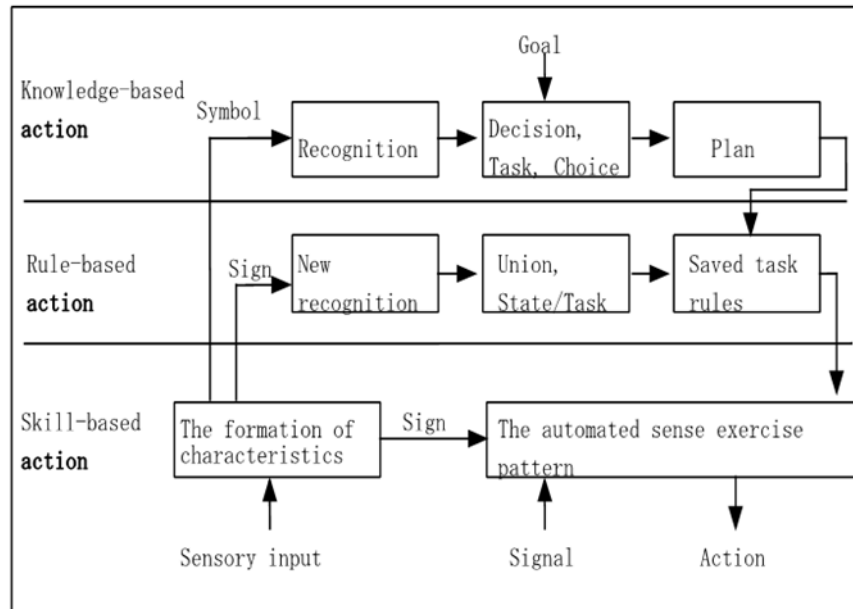 Goal
Knowledge-based
action
Symbol
Recognition
Decision,
Task, Choice
Plan
Rule-based
action
Sign
New
recognition
Union,
State/Task
Saved task
rules
Skill-based
action
The formation of
characteristics
Sign
The automated sense exercise
pattern
Sensory input
Signal
Action